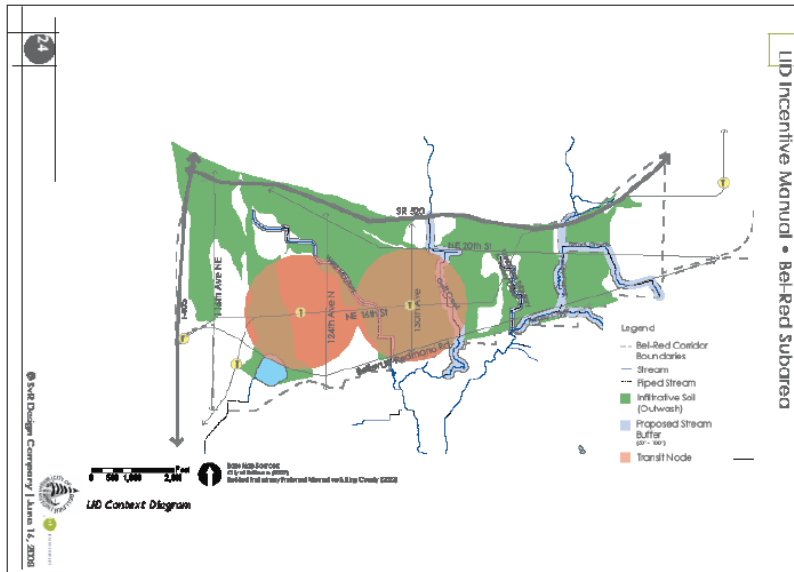 24
LID Incentive Manual • Bel-Red Subarea
SR 520
NE 20th St
I-405
116th Ave NE
124th Ave N
NE 16th St
130th Ave
Bellevue Redmond Rd
T
T
T
T
T
Legend
Bel-Red Corridor
Boundaries
Stream
Piped Stream
Infiltrative Soil
(Outwash)
Proposed Stream
Buffer
Transit Node
Feet
0 500 1,000 2,000
Base Map Sources:
LID Context Diagram
© SvR Design Company | June 16, 2008